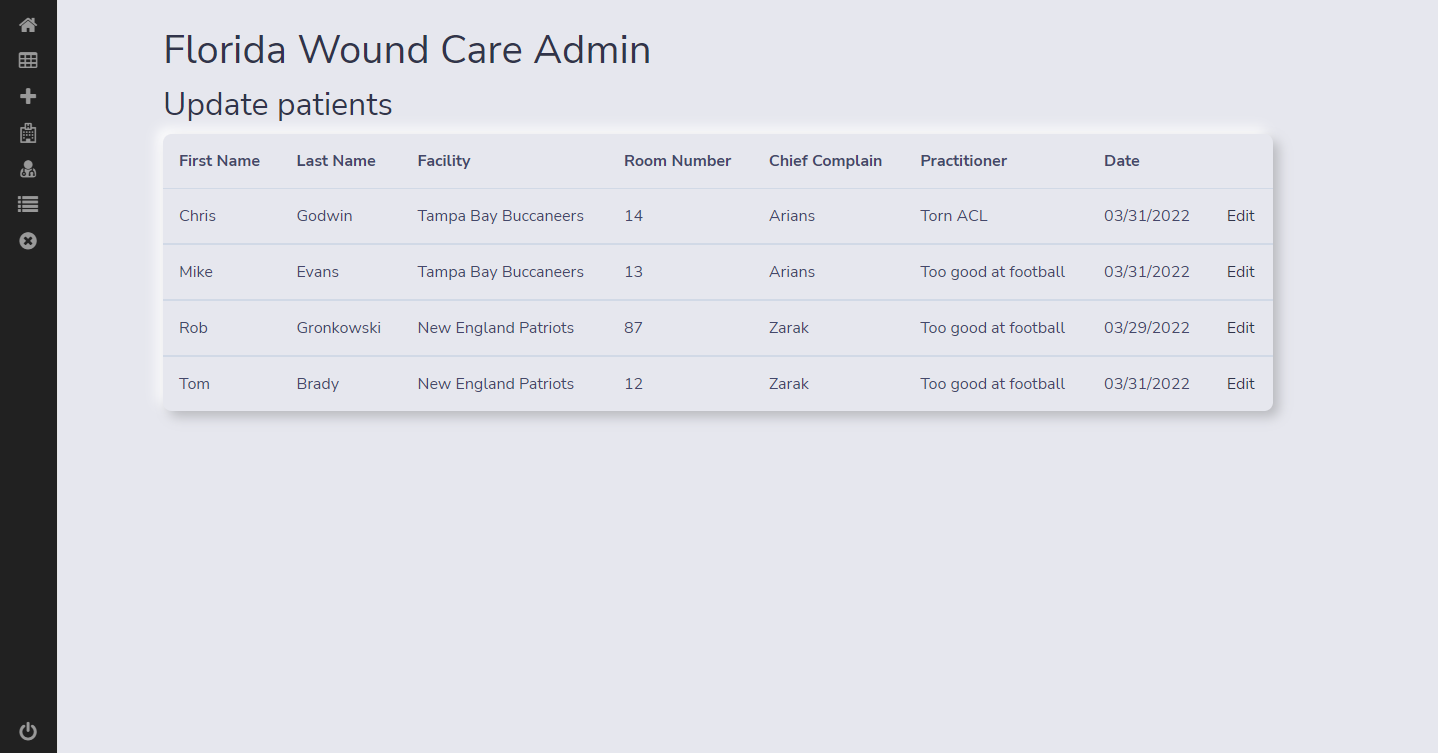 Florida Wound Care Admin
Update patients
First Name Last Name Facility Room Number Chief Complain Practitioner Date
Chris Godwin Tampa Bay Buccaneers 14 Arians Torn ACL 03/31/2022 Edit
Mike Evans Tampa Bay Buccaneers 13 Arians Too good at football 03/31/2022 Edit
Rob Gronkowski New England Patriots 87 Zarak Too good at football 03/29/2022 Edit
Tom Brady New England Patriots 12 Zarak Too good at football 03/31/2022 Edit